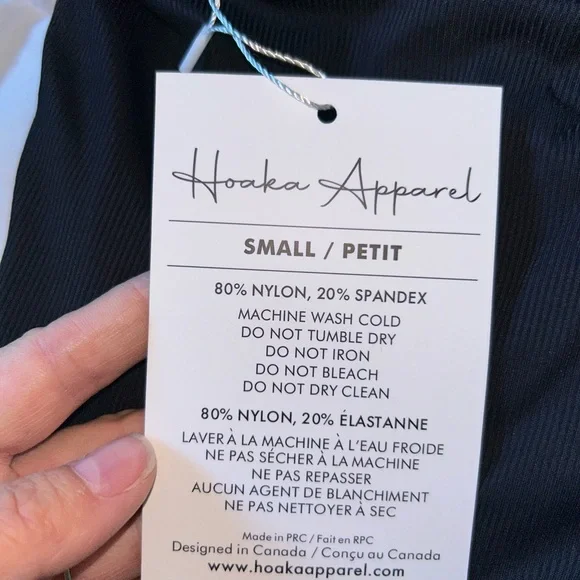 Hoaka Apparel
SMALL / PETIT
80% NYLON, 20% SPANDEX
MACHINE WASH COLD
DO NOT TUMBLE DRY
DO NOT IRON
DO NOT BLEACH
DO NOT DRY CLEAN
80% NYLON, 20% ÉLASTANNE
LAVER À LA MACHINE À L'EAU FROIDE
NE PAS SÉCHER À LA MACHINE
NE PAS REPASSER
AUCUN AGENT DE BLANCHIMENT
NE PAS NETTOYER À SEC
Made in PRC / Fait en RPC
Designed in Canada / Conçu au Canada
www.hoakaapparel.com